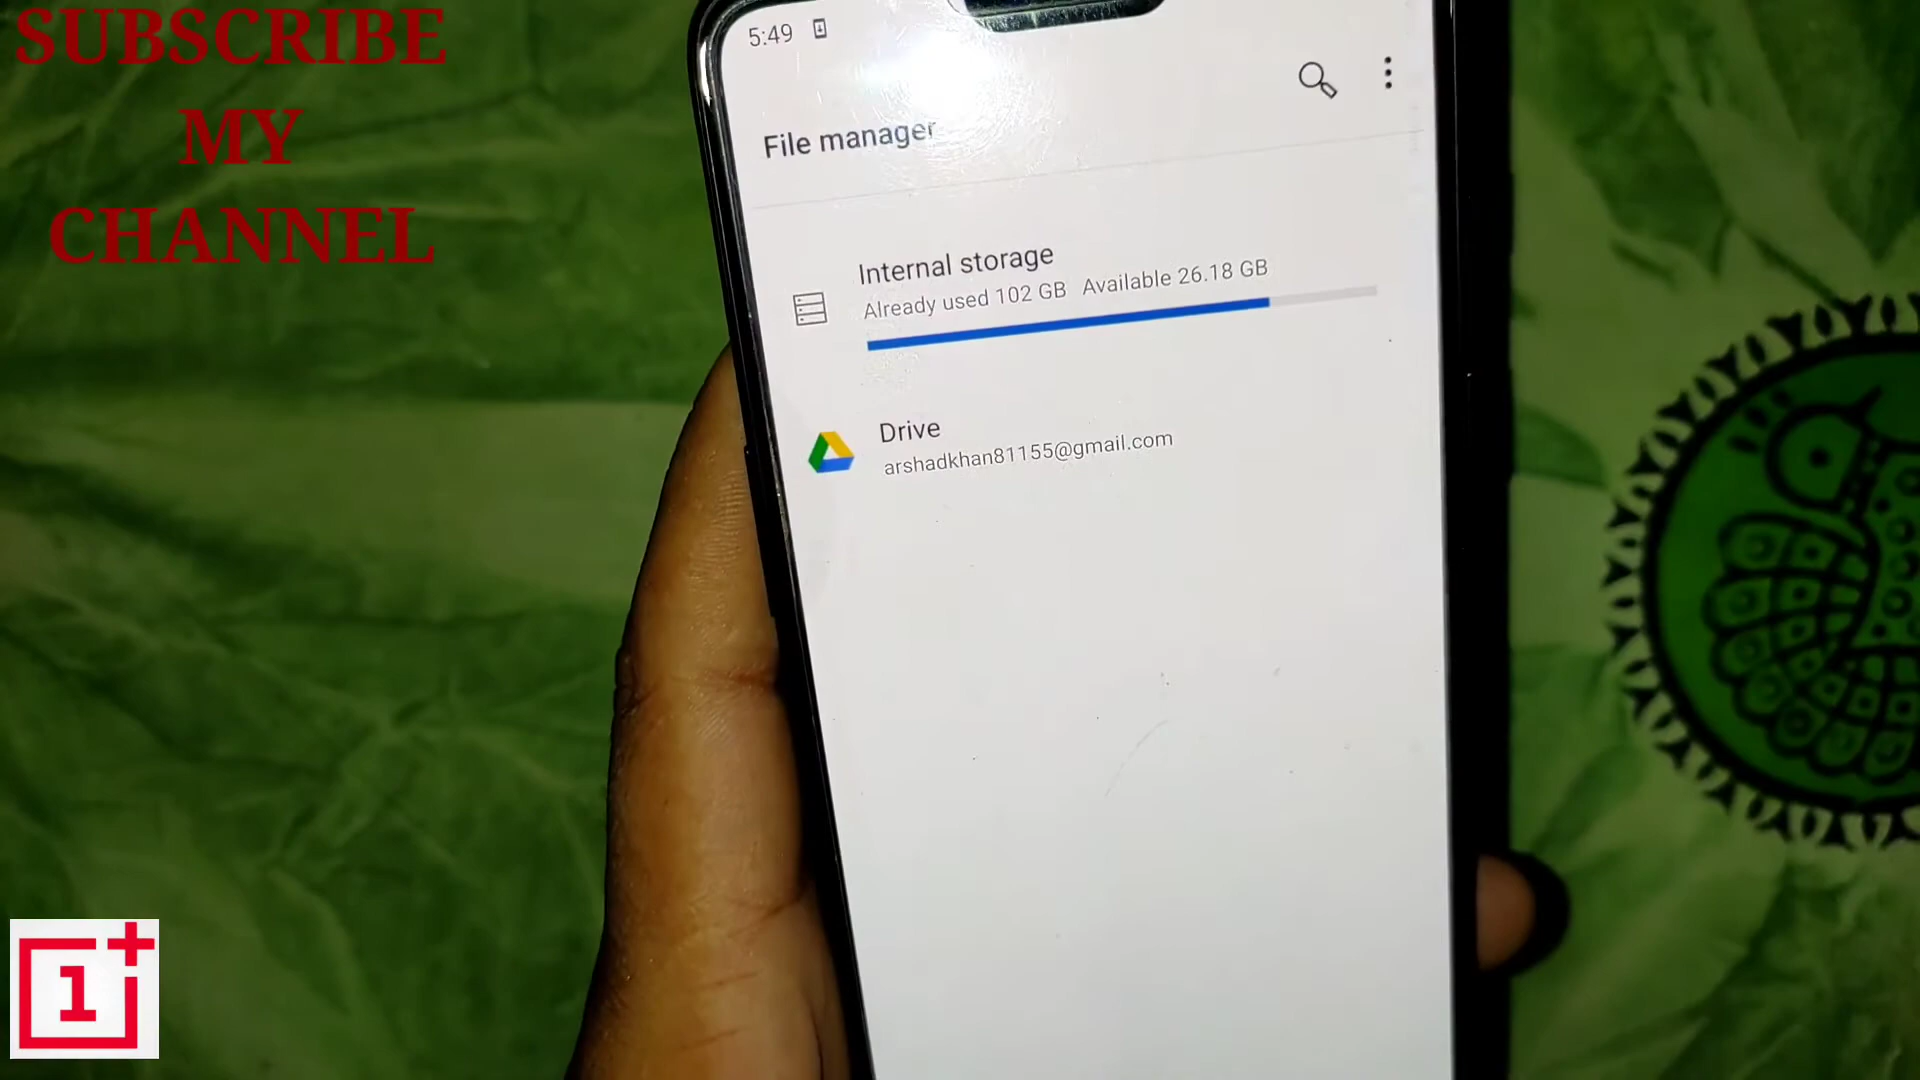 SUBSCRIBE
MY
CHANNEL
5:49
File manager
Internal storage
Already used 102 GB Available 26.18 GB
Drive
arshadkhan81155@gmail.com
1+